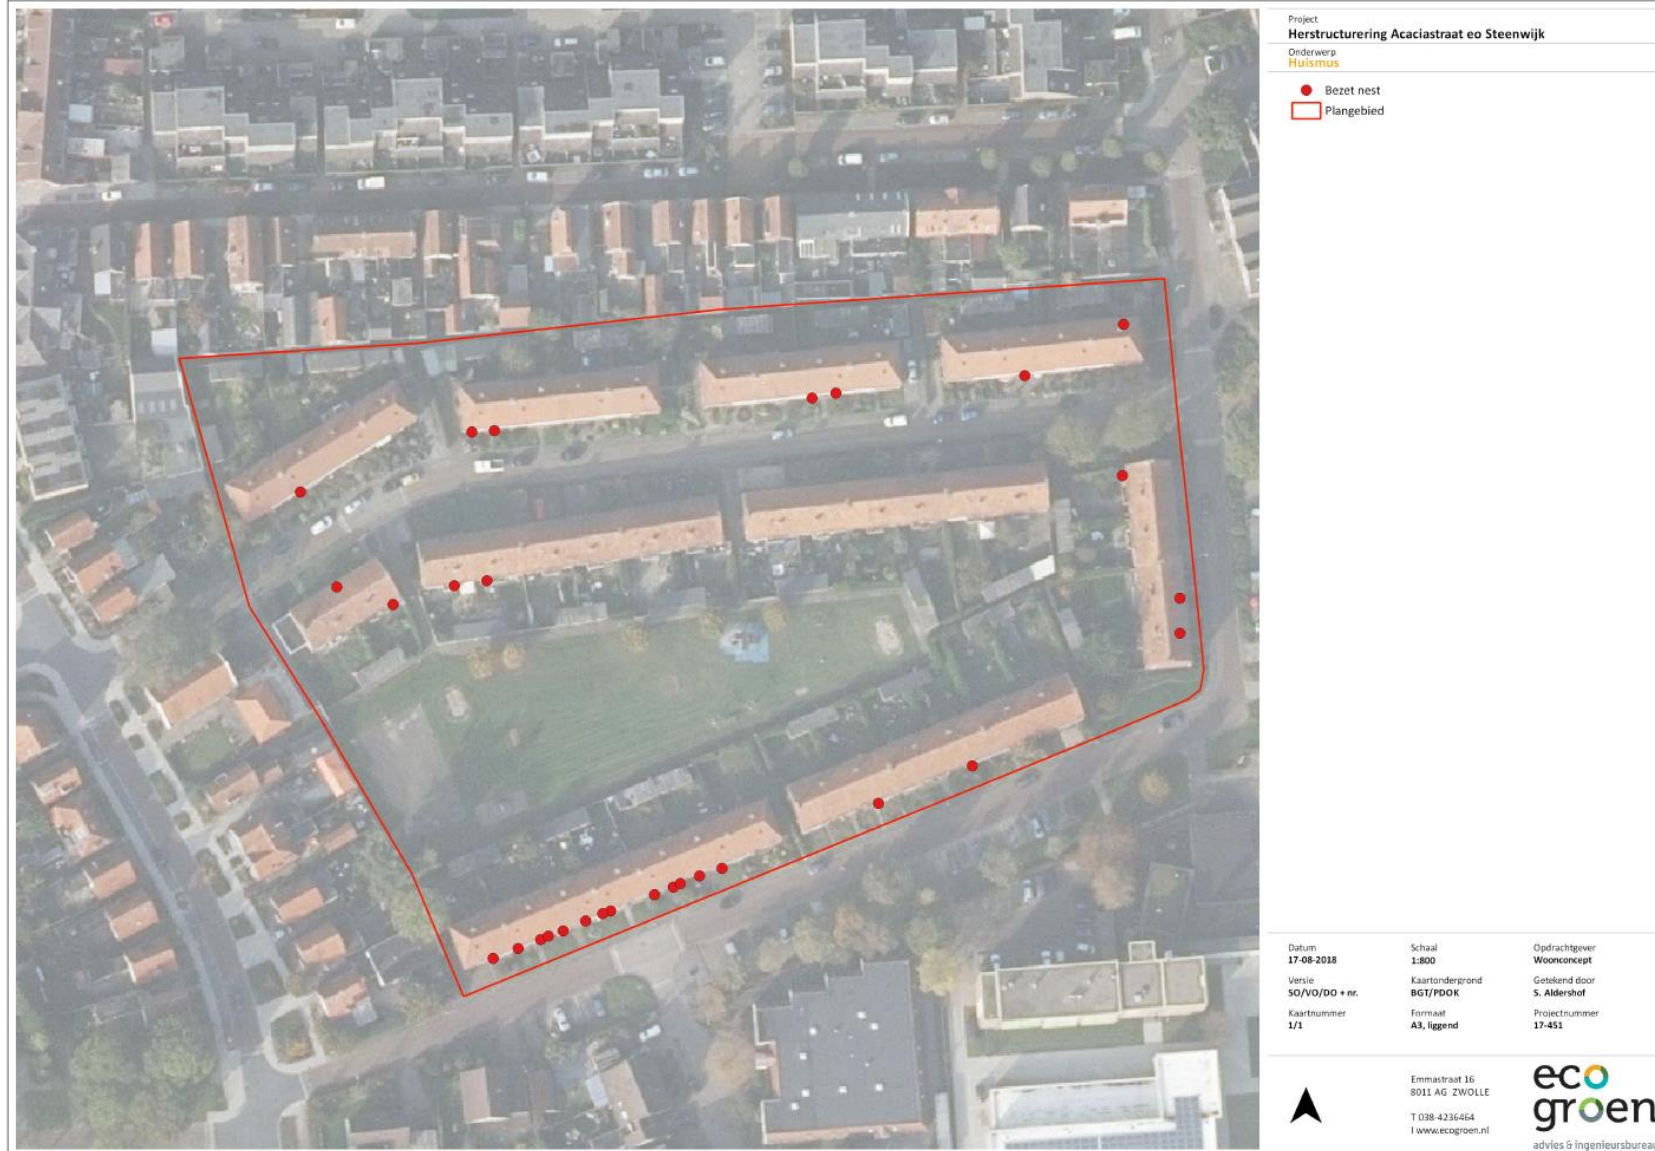 Project
Herstructurering Acaciastraat eo Steenwijk
Onderwerp
Huismus
Bezet nest
Plangebied
Datum
17-08-2018
Schaal
1:800
Opdrachtgever
Woonconcept
Versie
SO/VO/DO + nr.
Kaartondergrond
BGT/PDOK
Getekend door
S. Aldershof
Kaartnummer
1/1
Formaat
A3, liggend
Projectnummer
17-451
Emmastraat 16
8011 AG ZWOLLE
T 038-4236464
I www.ecogroen.nl
eco
groen
advies & ingenieursbureau